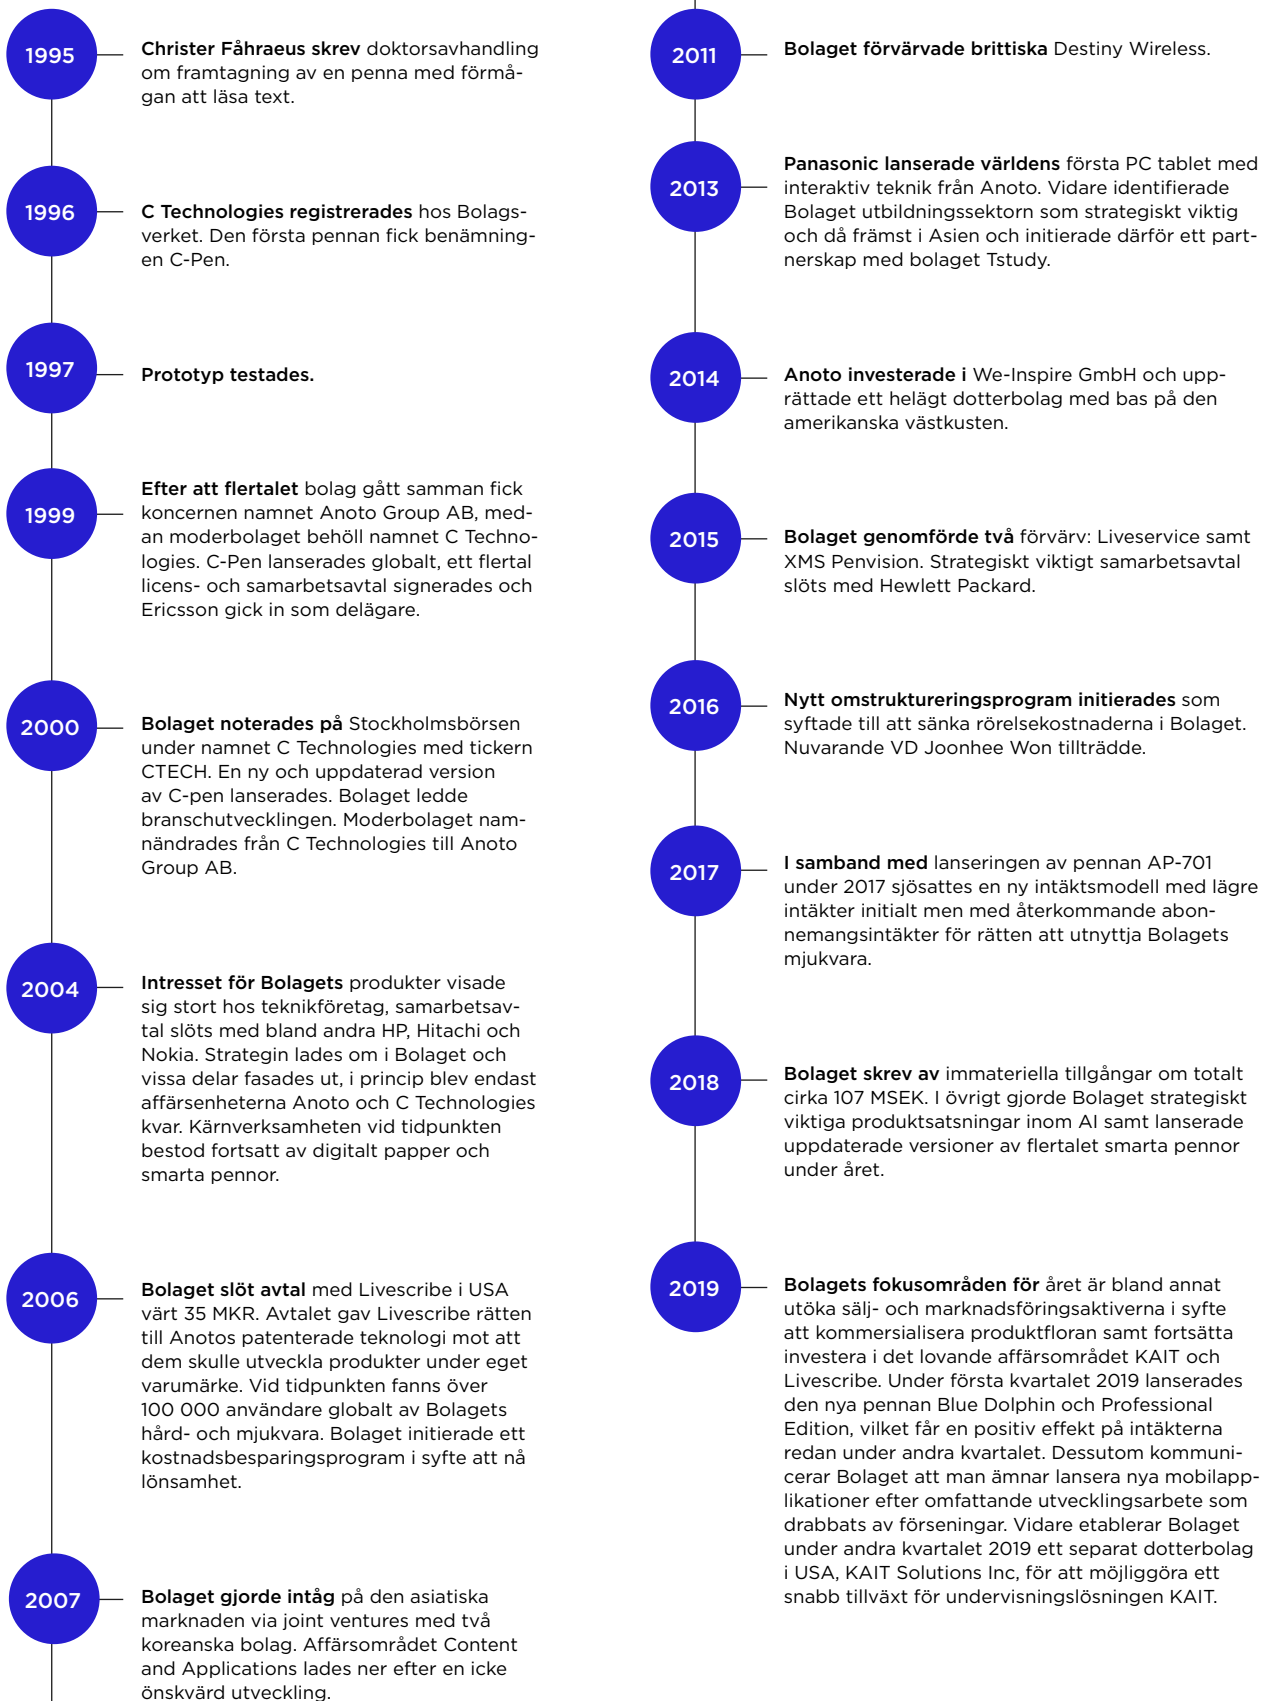 1995
Christer Fåhraeus skrev doktorsavhandling
om framtagning av en penna med förmå-
gan att läsa text.
1996
C Technologies registrerades hos Bolags-
verket. Den första pennan fick benämning-
en C-Pen.
1997
Prototyp testades.
1999
Efter att flertalet bolag gått samman fick
koncernen namnet Anoto Group AB, med-
an moderbolaget behöll namnet C Techno-
logies. C-Pen lanserades globalt, ett flertal
licens- och samarbetsavtal signerades och
Ericsson gick in som delägare.
2000
Bolaget noterades på Stockholmsbörsen
under namnet C Technologies med tickern
CTECH. En ny och uppdaterad version
av C-pen lanserades. Bolaget ledde
branschutvecklingen. Moderbolaget nam-
nändrades från C Technologies till Anoto
Group AB.
2004
Intresset för Bolagets produkter visade
sig stort hos teknikföretag, samarbetsav-
tal slöts med bland andra HP, Hitachi och
Nokia. Strategin lades om i Bolaget och
vissa delar fasades ut, i princip blev endast
affärsenheterna Anoto och C Technologies
kvar. Kärnverksamheten vid tidpunkten
bestod fortsatt av digitalt papper och
smarta pennor.
2006
Bolaget slöt avtal med Livescribe i USA
värt 35 MKR. Avtalet gav Livescribe rätten
till Anotos patenterade teknologi mot att
dem skulle utveckla produkter under eget
varumärke. Vid tidpunkten fanns över
100 000 användare globalt av Bolagets
hård- och mjukvara. Bolaget initierade ett
kostnadsbesparingsprogram i syfte att nå
lönsamhet.
2007
Bolaget gjorde intåg på den asiatiska
marknaden via joint ventures med två
koreanska bolag. Affärsområdet Content
and Applications lades ner efter en icke
önskvärd utveckling.
2011
Bolaget förvärvade brittiska Destiny Wireless.
2013
Panasonic lanserade världens första PC tablet med
interaktiv teknik från Anoto. Vidare identifierade
Bolaget utbildningssektorn som strategiskt viktig
och då främst i Asien och initierade därför ett part-
nerskap med bolaget Tstudy.
2014
Anoto investerade i We-Inspire GmbH och upp-
rättade ett helägt dotterbolag med bas på den
amerikanska västkusten.
2015
Bolaget genomförde två förvärv: Liveservice samt
XMS Penvision. Strategiskt viktigt samarbetsavtal
slöts med Hewlett Packard.
2016
Nytt omstruktureringsprogram initierades som
syftade till att sänka rörelsekostnaderna i Bolaget.
Nuvarande VD Joonhee Won tillträdde.
2017
I samband med lanseringen av pennan AP-701
under 2017 sjösattes en ny intäktsmodell med lägre
intäkter initialt men med återkommande abon-
nemangsintäkter för rätten att utnyttja Bolagets
mjukvara.
2018
Bolaget skrev av immateriella tillgångar om totalt
cirka 107 MSEK. I övrigt gjorde Bolaget strategiskt
viktiga produktsatsningar inom AI samt lanserade
uppdaterade versioner av flertalet smarta pennor
under året.
2019
Bolagets fokusområden för året är bland annat
utöka sälj- och marknadsföringsaktiverna i syfte
att kommersialisera produktfloran samt fortsätta
investera i det lovande affärsområdet KAIT och
Livescribe. Under första kvartalet 2019 lanserades
den nya pennan Blue Dolphin och Professional
Edition, vilket får en positiv effekt på intäkterna
redan under andra kvartalet. Dessutom kommuni-
cerar Bolaget att man ämnar lansera nya mobilapp-
likationer efter omfattande utvecklingsarbete som
drabbats av förseningar. Vidare etablerar Bolaget
under andra kvartalet 2019 ett separat dotterbolag
i USA, KAIT Solutions Inc, för att möjliggöra ett
snabb tillväxt för undervisningslösningen KAIT.